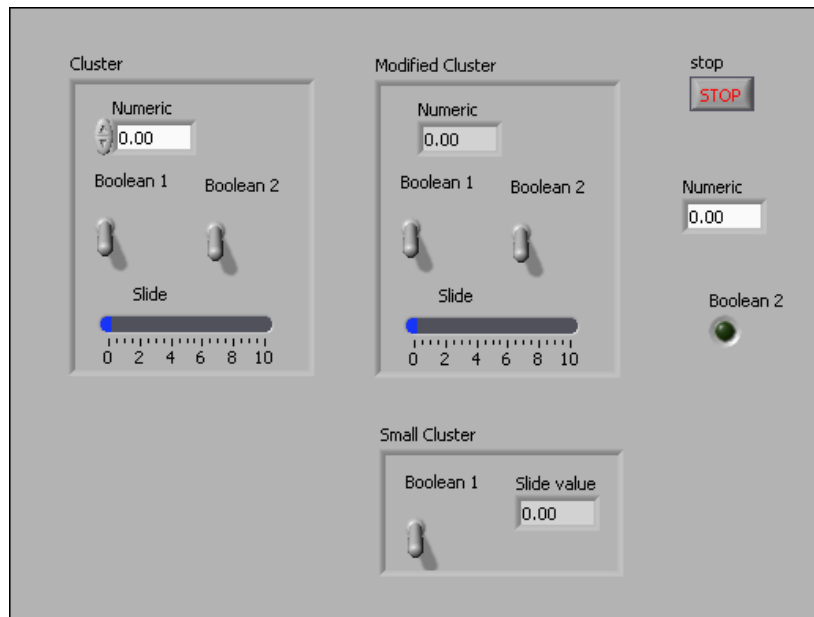 Cluster
Numeric
0.00
Boolean 1
Boolean 2
Slide
0 2 4 6 8 10
Modified Cluster
Numeric
0.00
Boolean 1
Boolean 2
Slide
0 2 4 6 8 10
stop
STOP
Numeric
0.00
Boolean 2
Small Cluster
Boolean 1
Slide value
0.00